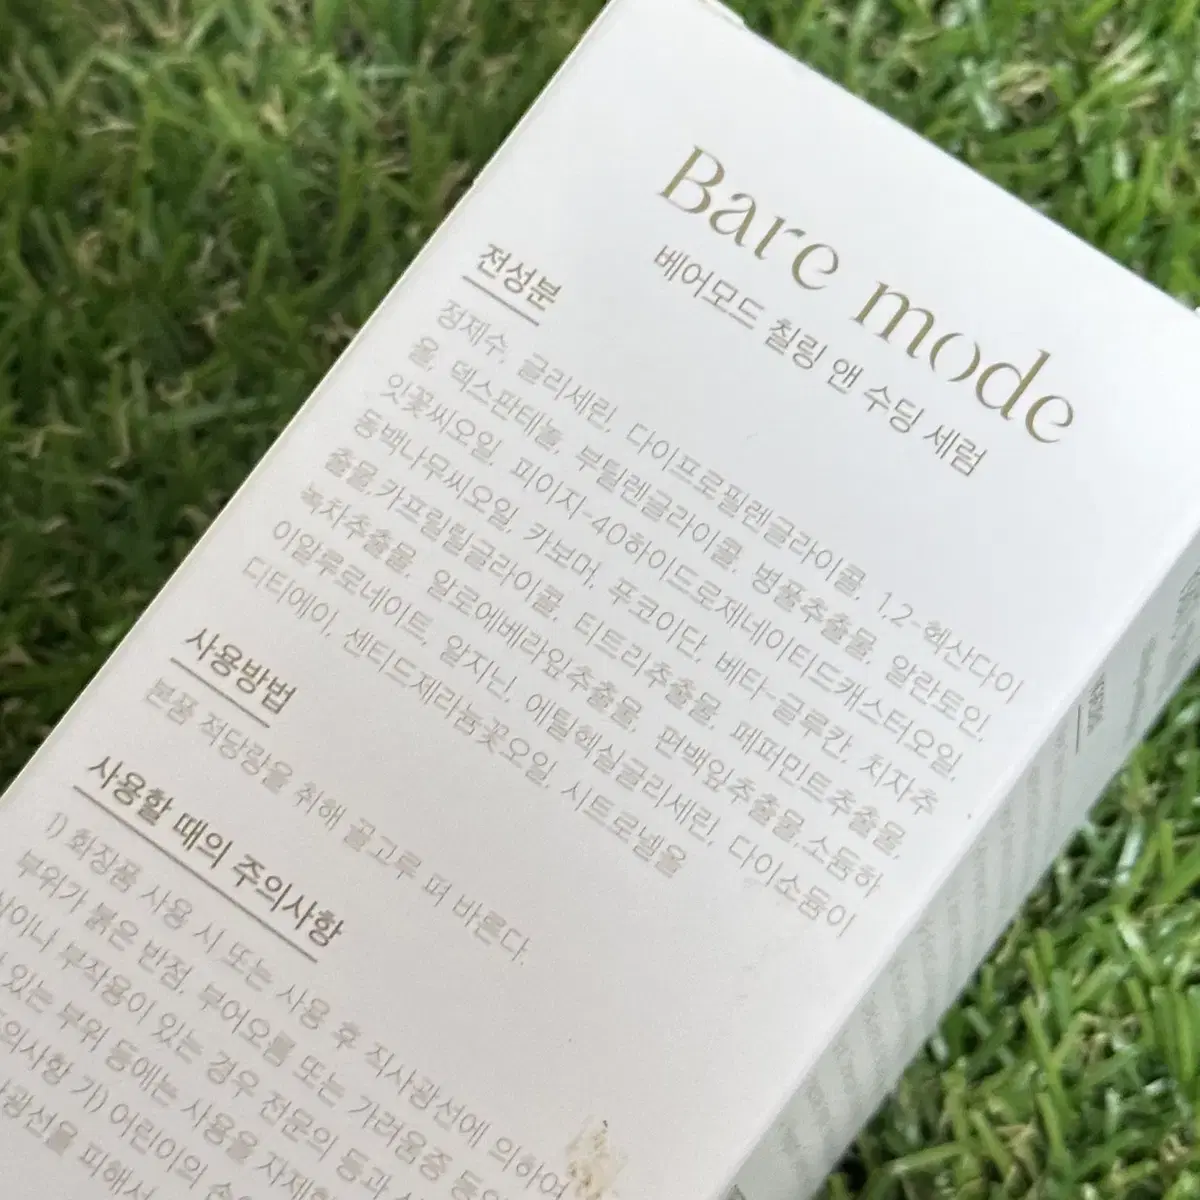 Bare mode
베어모드 칠링 앤 수딩 세럼
전성분
정제수, 글리세린, 다이프로필렌글라이콜, 1,2-헥산다이
올, 덱스판테놀, 부틸렌글라이콜, 병풀추출물, 알란토인,
잇꽃씨오일, 피이지-40하이드로제네이티드캐스터오일,
동백나무씨오일, 카보머, 푸코이단, 베타-글루칸, 치자추
출물,카프릴릴글라이콜, 티트리추출물, 페퍼민트추출물,
녹차추출물, 알로에베라잎추출물, 편백잎추출물,소듐하
이알루로네이트, 알지닌, 에틸헥실글리세린, 다이소듐이
디티에이, 센티드제라늄꽃오일, 시트로넬올
사용방법
본품 적당량을 취해 골고루 펴 바른다.
사용할 때의 주의사항
1) 화장품 사용 시 또는 사용 후 직사광선에 의하여
부위가 붉은 반점, 부어오름 또는 가려움증 등의
이나 부작용이 있는 경우 전문의 등과
있는 부위 등에는 사용을 자제할
가) 어린이의
피해서